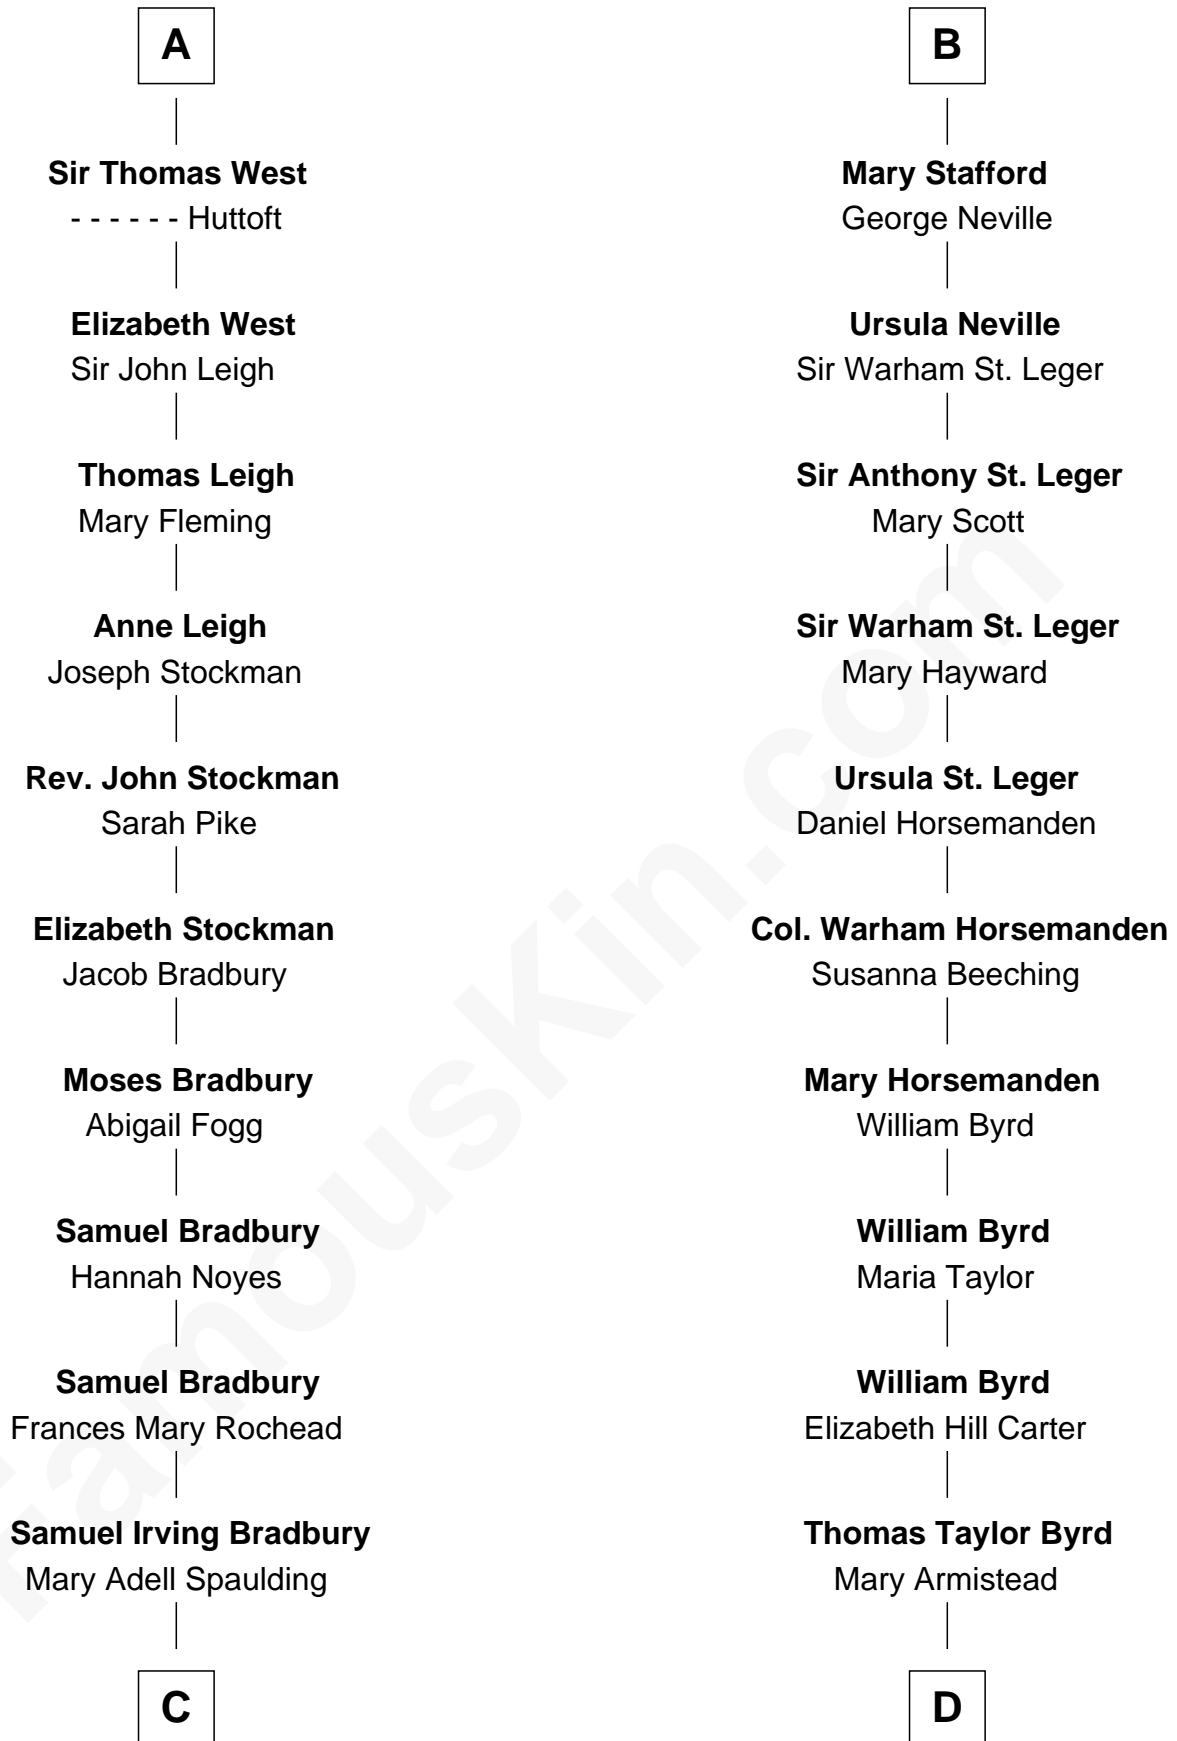 A
Sir Thomas West
- - - - - - Huttoft
Elizabeth West
Sir John Leigh
Thomas Leigh
Mary Fleming
Anne Leigh
Joseph Stockman
Rev. John Stockman
Sarah Pike
Elizabeth Stockman
Jacob Bradbury
Moses Bradbury
Abigail Fogg
Samuel Bradbury
Hannah Noyes
Samuel Bradbury
Frances Mary Rochead
Samuel Irving Bradbury
Mary Adell Spaulding
C
B
Mary Stafford
George Neville
Ursula Neville
Sir Warham St. Leger
Sir Anthony St. Leger
Mary Scott
Sir Warham St. Leger
Mary Hayward
Ursula St. Leger
Daniel Horsemanden
Col. Warham Horsemanden
Susanna Beeching
Mary Horsemanden
William Byrd
William Byrd
Maria Taylor
William Byrd
Elizabeth Hill Carter
Thomas Taylor Byrd
Mary Armistead
D
FamousKin.com